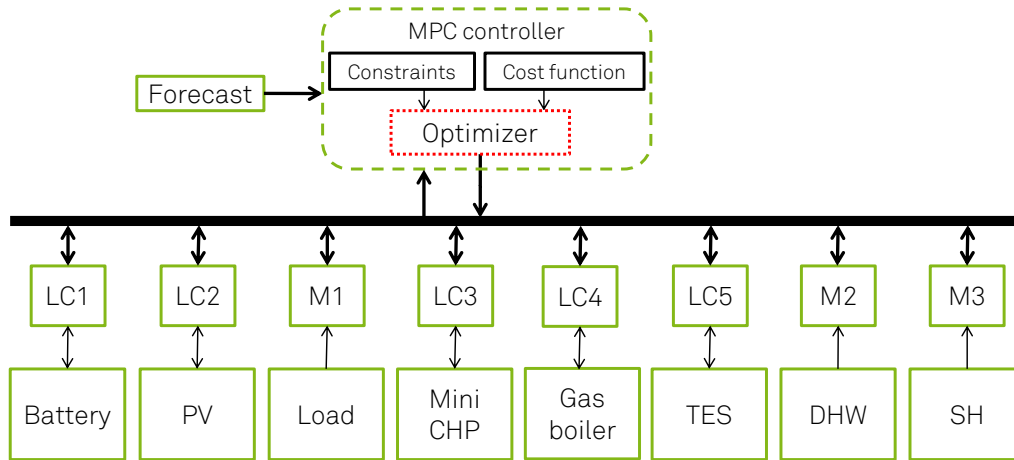 MPC controller
Constraints
Cost function
Forecast
Optimizer
LC1
LC2
M1
LC3
LC4
LC5
M2
M3
Battery
PV
Load
Mini
CHP
Gas
boiler
TES
DHW
SH